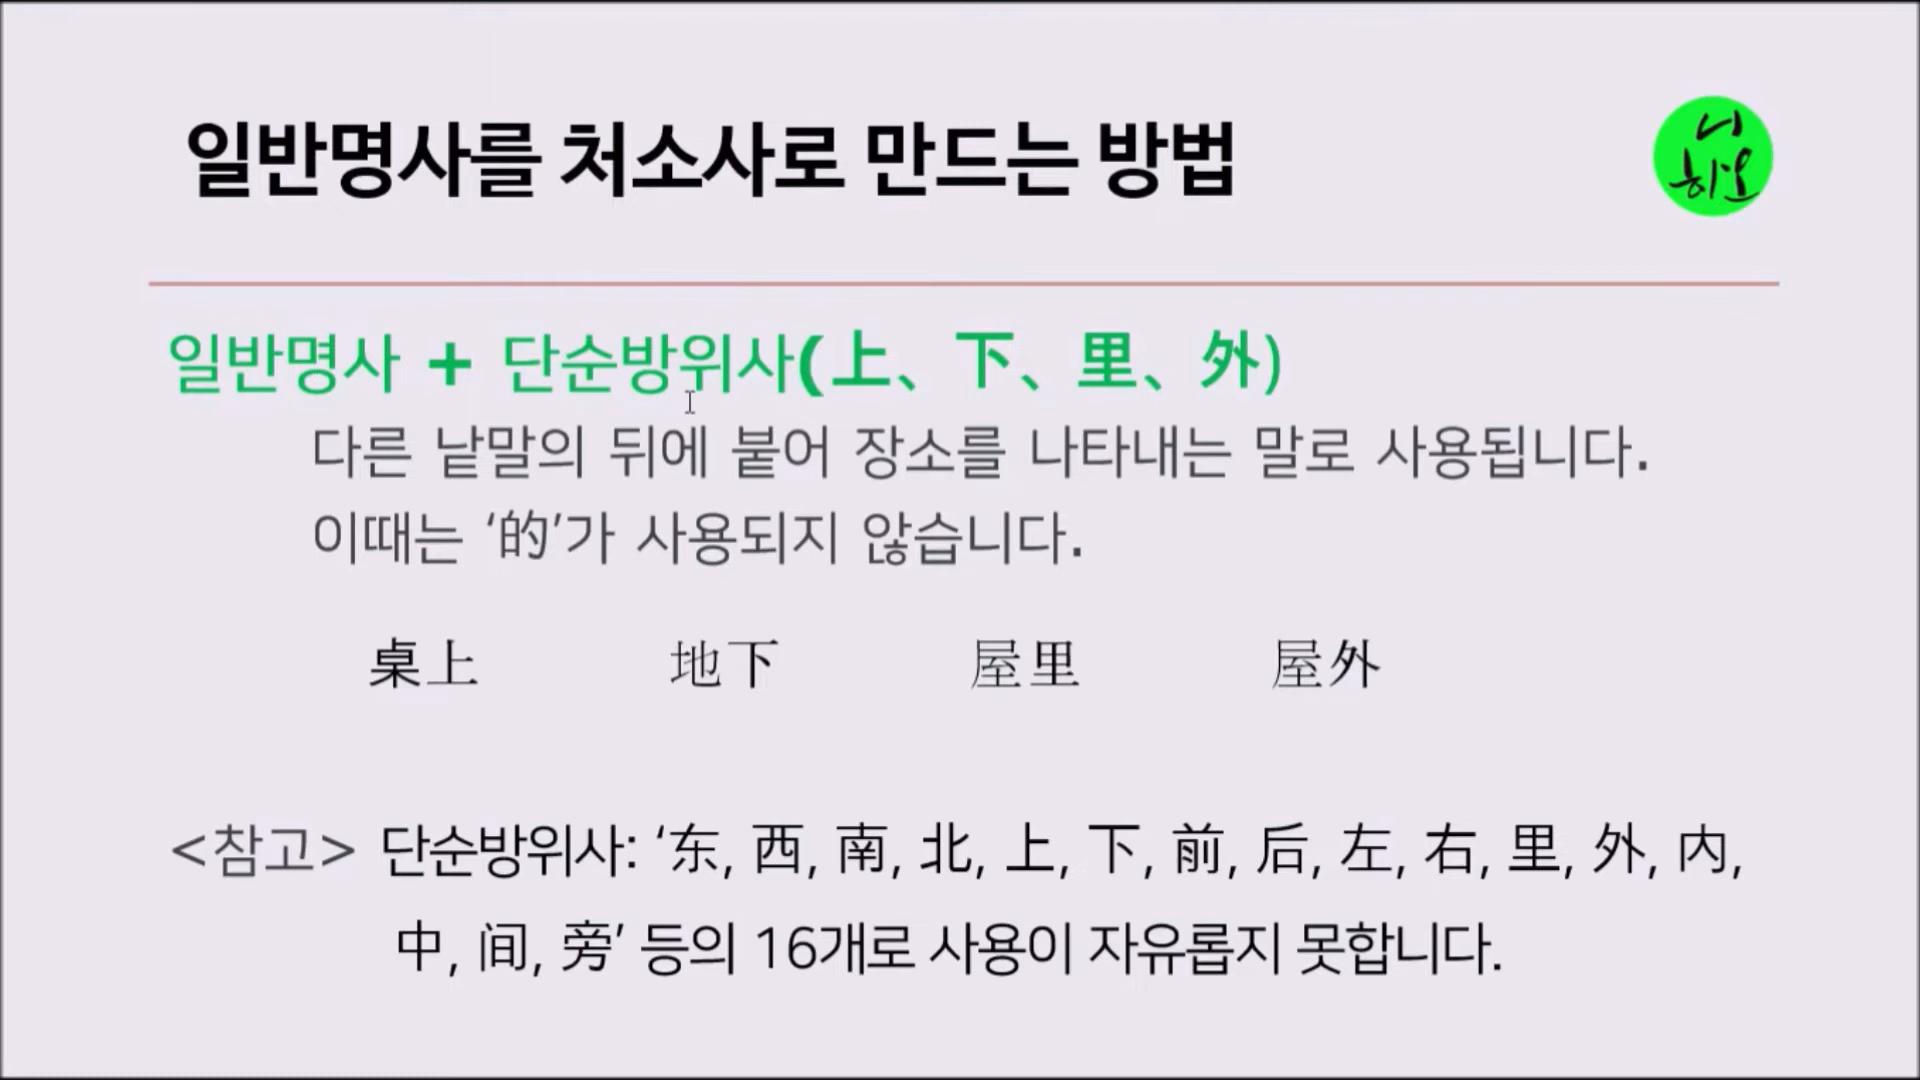 일반명사를 처소사로 만드는 방법
니
하오
일반명사 + 단순방위사(上、下、里、外)
다른 낱말의 뒤에 붙어 장소를 나타내는 말로 사용됩니다.
이때는 ‘的’가 사용되지 않습니다.
桌上 地下 屋里 屋外
<참고> 단순방위사: ‘东, 西, 南, 北, 上, 下, 前, 后, 左, 右, 里, 外, 内,
中, 间, 旁’ 등의 16개로 사용이 자유롭지 못합니다.